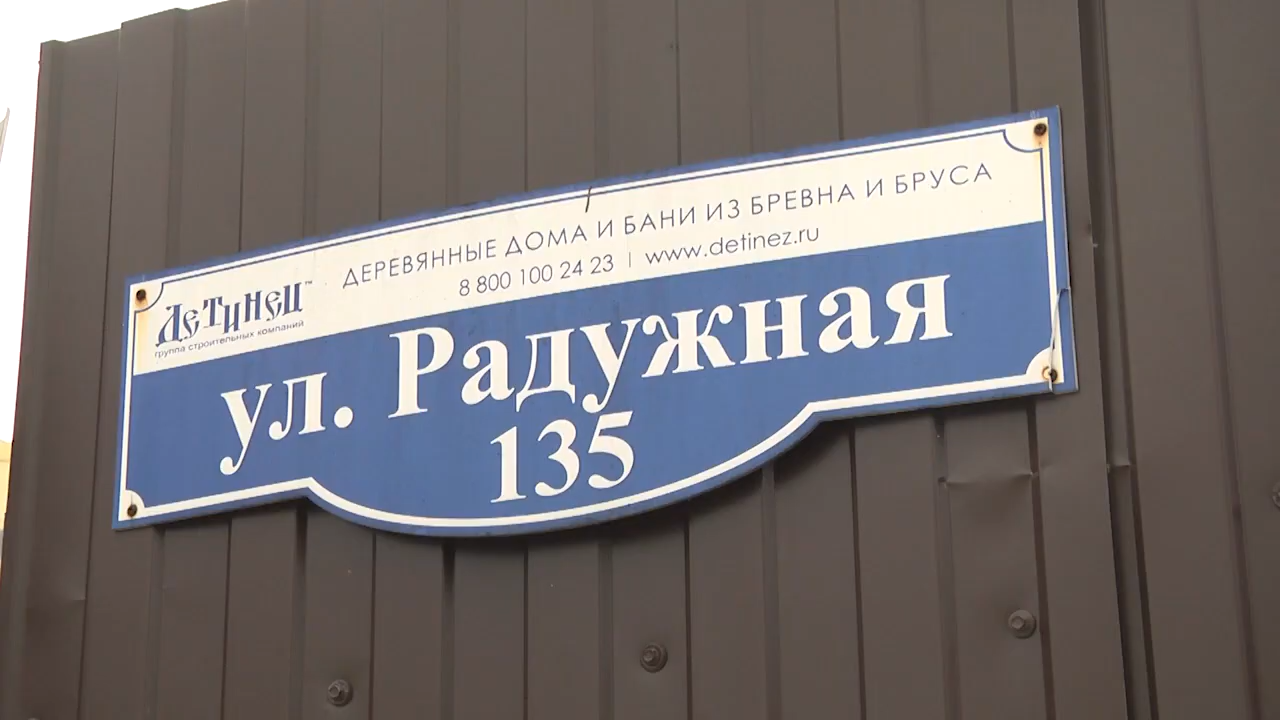 ДЕРЕВЯННЫЕ ДОМА И БАНИ ИЗ БРЕВНА И БРУСА
8 800 100 24 23 | www.detinez.ru
ДеТиНец™
группа строительных компаний
ул. Радужная
135